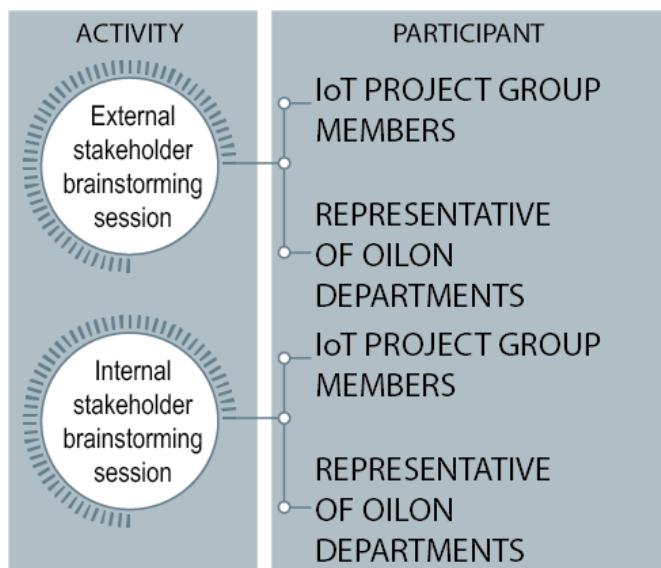 ACTIVITY
PARTICIPANT
External
stakeholder
brainstorming
session
IoT PROJECT GROUP
MEMBERS
REPRESENTATIVE
OF OILON
DEPARTMENTS
Internal
stakeholder
brainstorming
session
IoT PROJECT GROUP
MEMBERS
REPRESENTATIVE
OF OILON
DEPARTMENTS